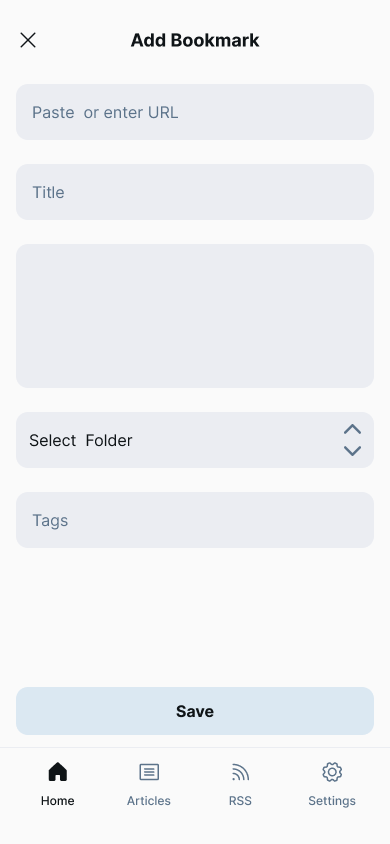 Add Bookmark
Paste or enter URL
Title
Select Folder
Tags
Save
Home Articles RSS Settings